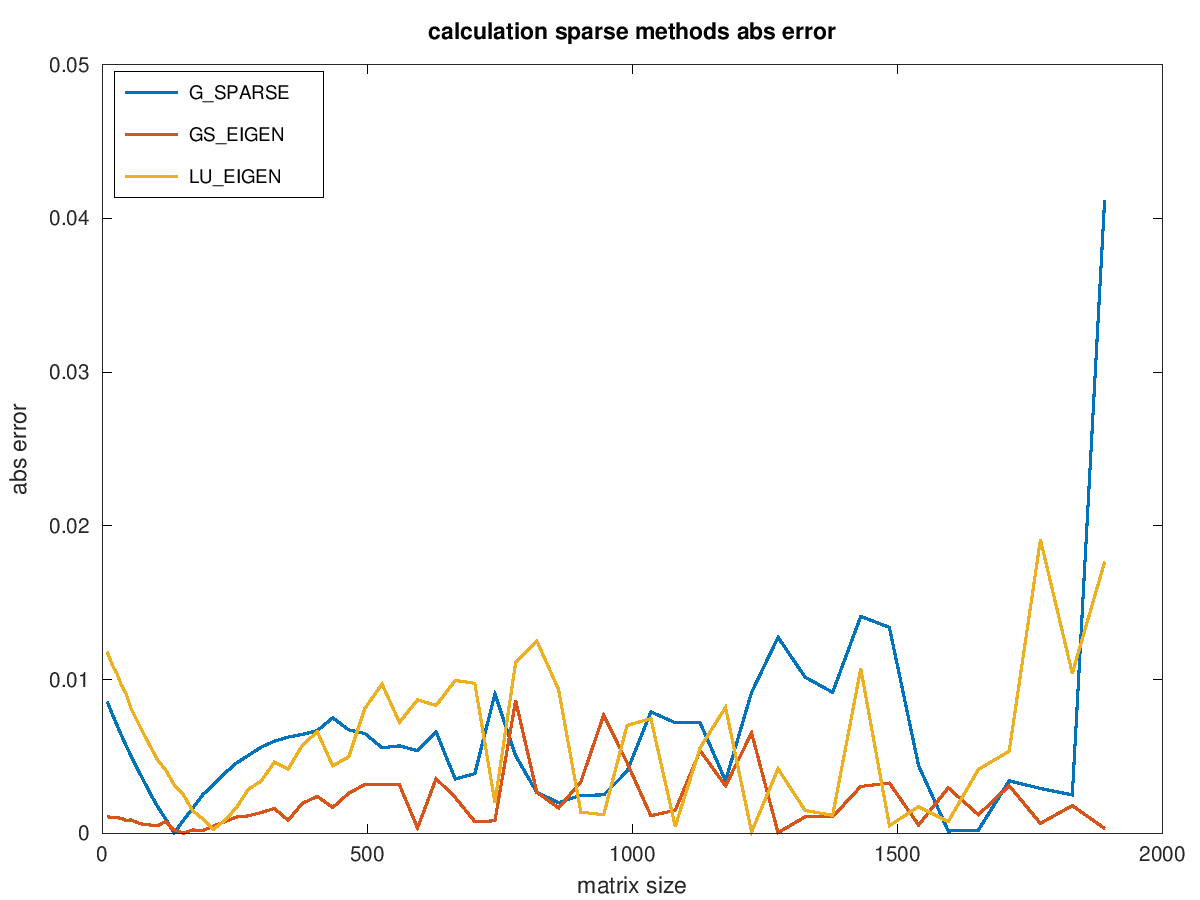 calculation sparse methods abs error
0.05
G_SPARSE
GS_EIGEN
LU_EIGEN
0.04
0.03
0.02
0.01
0
abs error
0
500
1000
1500
2000
matrix size